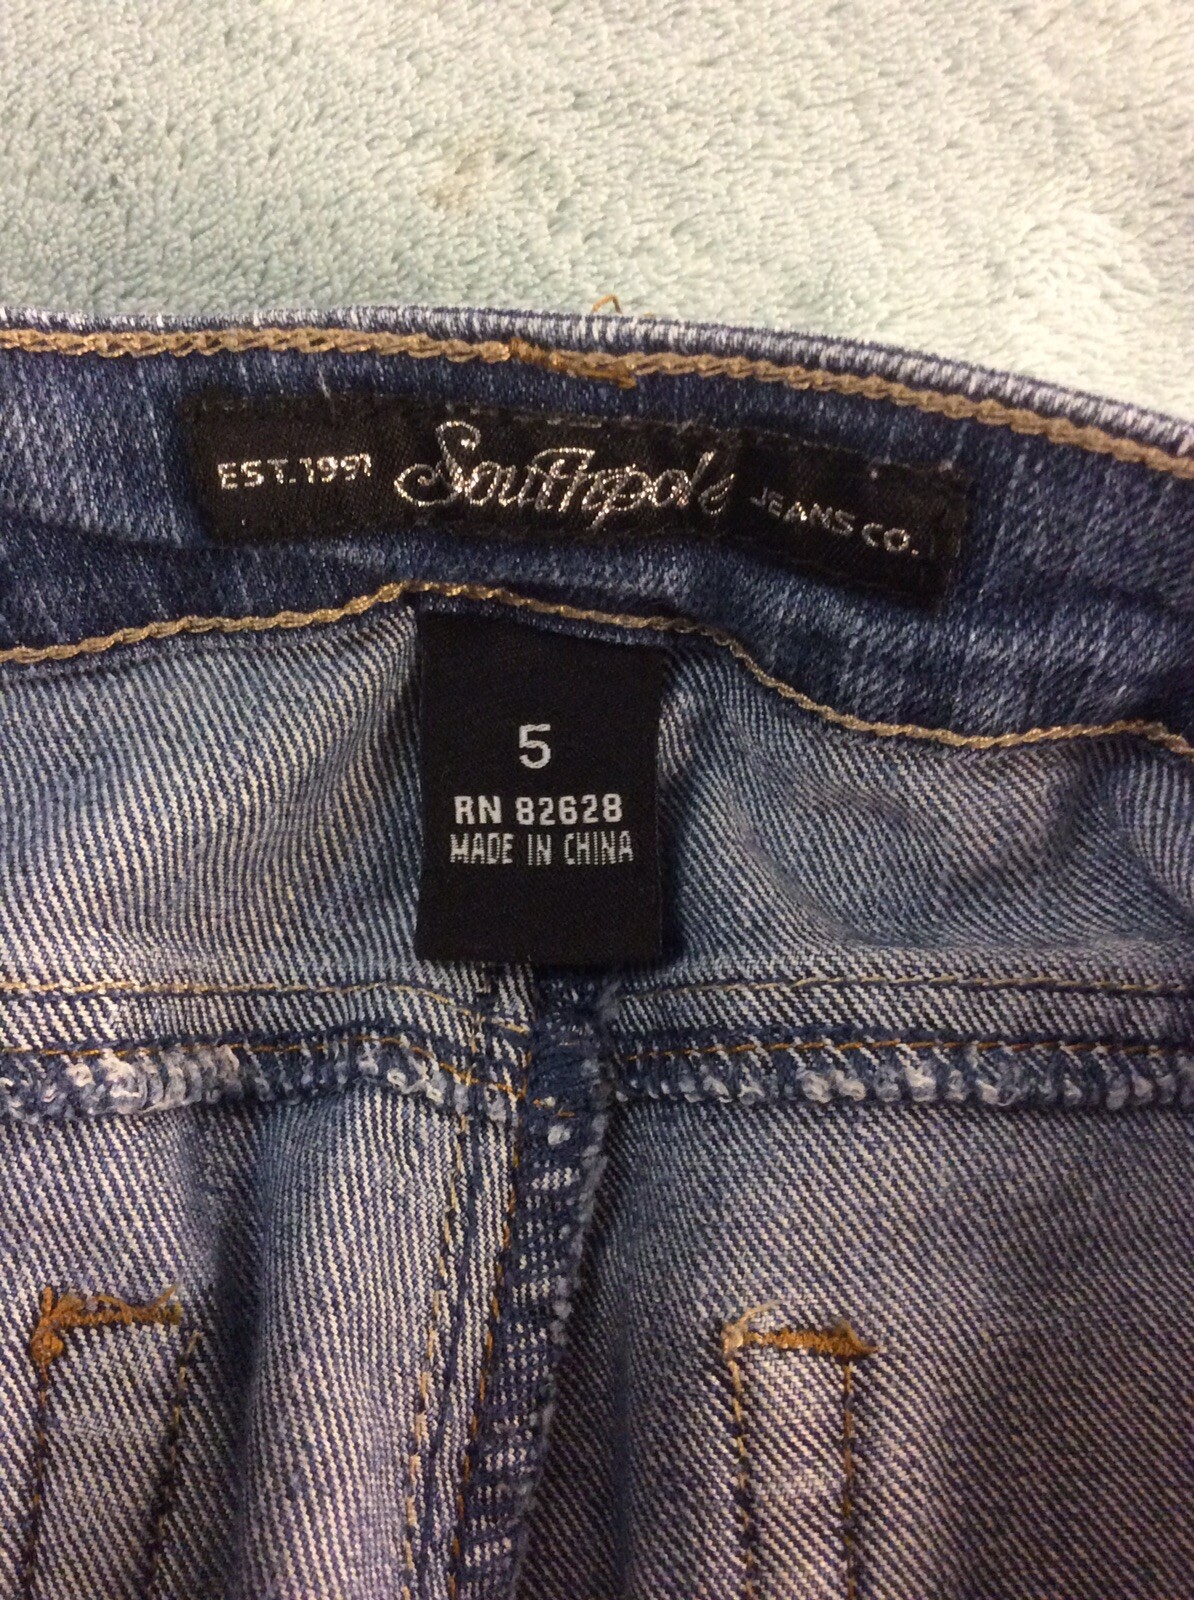 EST. 1991 Southpole JEANS CO.
5
RN 82628
MADE IN CHINA